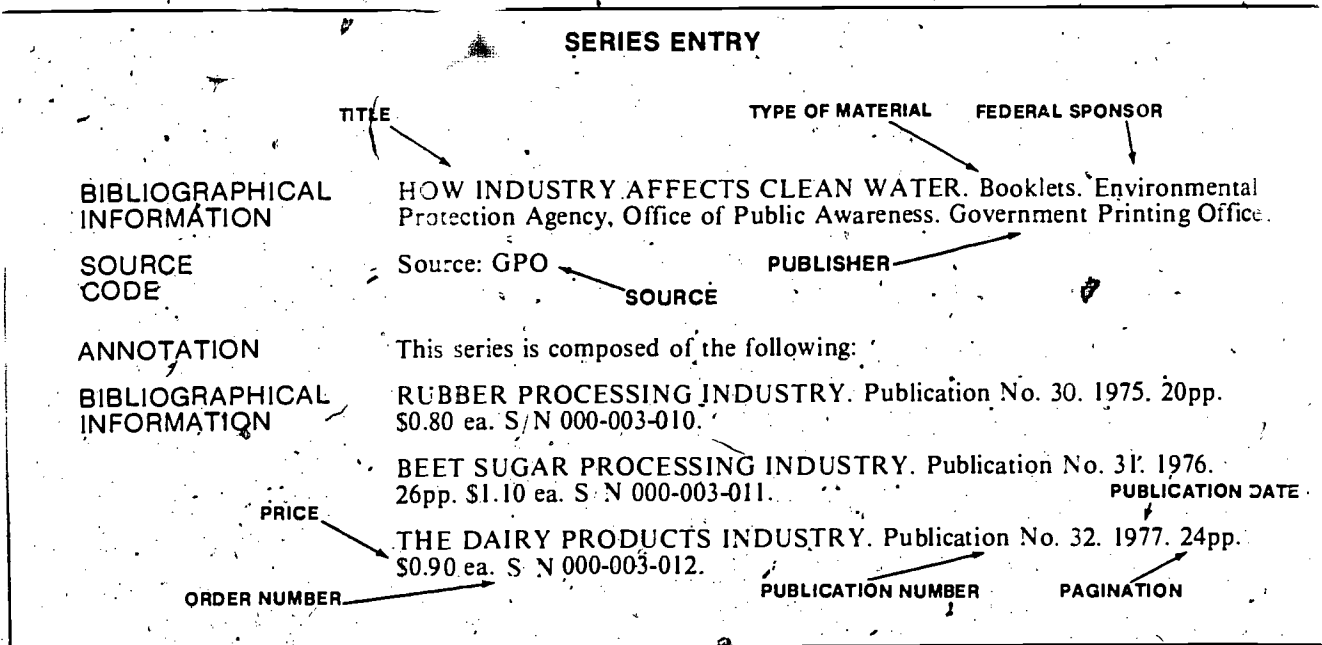 SERIES ENTRY
TITLE TYPE OF MATERIAL FEDERAL SPONSOR
BIBLIOGRAPHICAL HOW INDUSTRY AFFECTS CLEAN WATER. Booklets. Environmental
INFORMATION Protection Agency, Office of Public Awareness. Government Printing Office.
SOURCE Source: GPO PUBLISHER
CODE SOURCE
ANNOTATION This series is composed of the following:
BIBLIOGRAPHICAL RUBBER PROCESSING INDUSTRY. Publication No. 30. 1975. 20pp.
INFORMATION $0.80 ea. S/N 000-003-010.
BEET SUGAR PROCESSING INDUSTRY. Publication No. 31. 1976.
26pp. $1.10 ea. S N 000-003-011. PUBLICATION DATE
PRICE
THE DAIRY PRODUCTS INDUSTRY. Publication No. 32. 1977. 24pp.
$0.90 ea. S N 000-003-012.
ORDER NUMBER PUBLICATION NUMBER PAGINATION